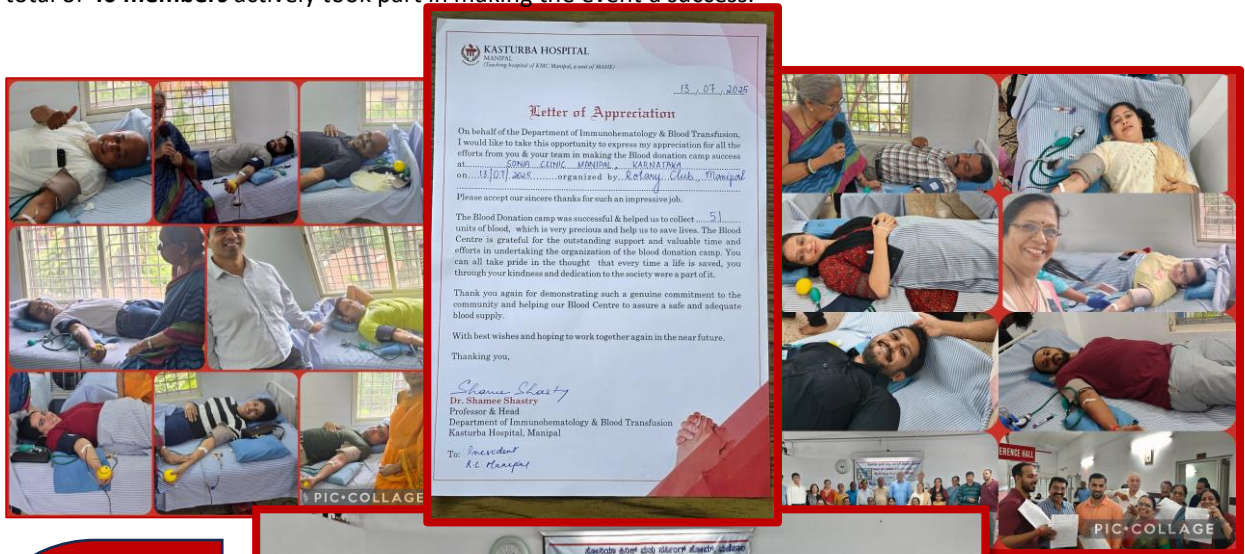 total of 40 members actively took part in making the event a success.
KASTURBA HOSPITAL
MANIPAL
(Teaching hospital of KMC Manipal, a unit of MAHE)
13, 07, 2025
Letter of Appreciation
On behalf of the Department of Immunohematology & Blood Transfusion,
I would like to take this opportunity to express my appreciation for all the
efforts from you & your team in making the Blood donation camp success
at SONIA CLINIC MANIPAL, KARNATAKA
on 13/07/2025 organized by Rotary Club, Manipal
Please accept our sincere thanks for such an impressive job.
The Blood Donation camp was successful & helped us to collect 51
units of blood, which is very precious and help us to save lives. The Blood
Centre is grateful for the outstanding support and valuable time and
efforts in undertaking the organization of the blood donation camp. You
can all take pride in the thought that every time a life is saved, you
through your kindness and dedication to the society were a part of it.
Thank you again for demonstrating such a genuine commitment to the
community and helping our Blood Centre to assure a safe and adequate
blood supply.
With best wishes and hoping to work together again in the near future.
Thanking you,
Shamee Shastry
Dr. Shamee Shastry
Professor & Head
Department of Immunohematology & Blood Transfusion
Kasturba Hospital, Manipal
To: President
R.C Manipal
PIC•COLLAGE
ERENCE HALL
PIC•COLLAGE